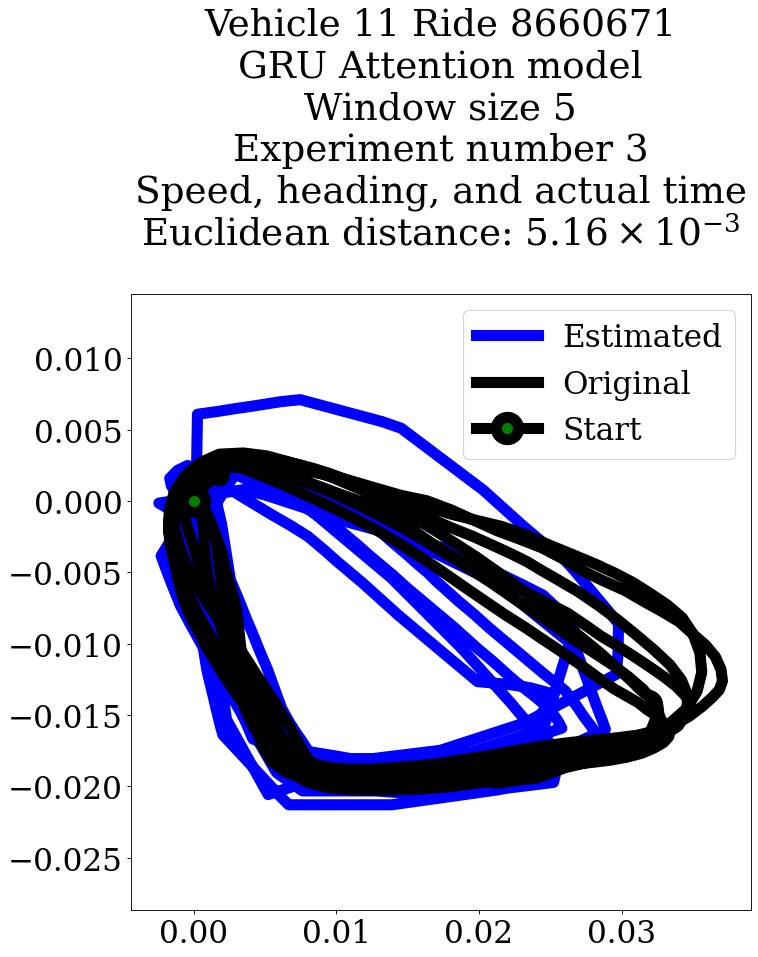 Vehicle 11 Ride 8660671
GRU Attention model
Window size 5
Experiment number 3
Speed, heading, and actual time
Euclidean distance: 5.16 × 10⁻³
Estimated
Original
Start
0.010
0.005
0.000
−0.005
−0.010
−0.015
−0.020
−0.025
0.00 0.01 0.02 0.03